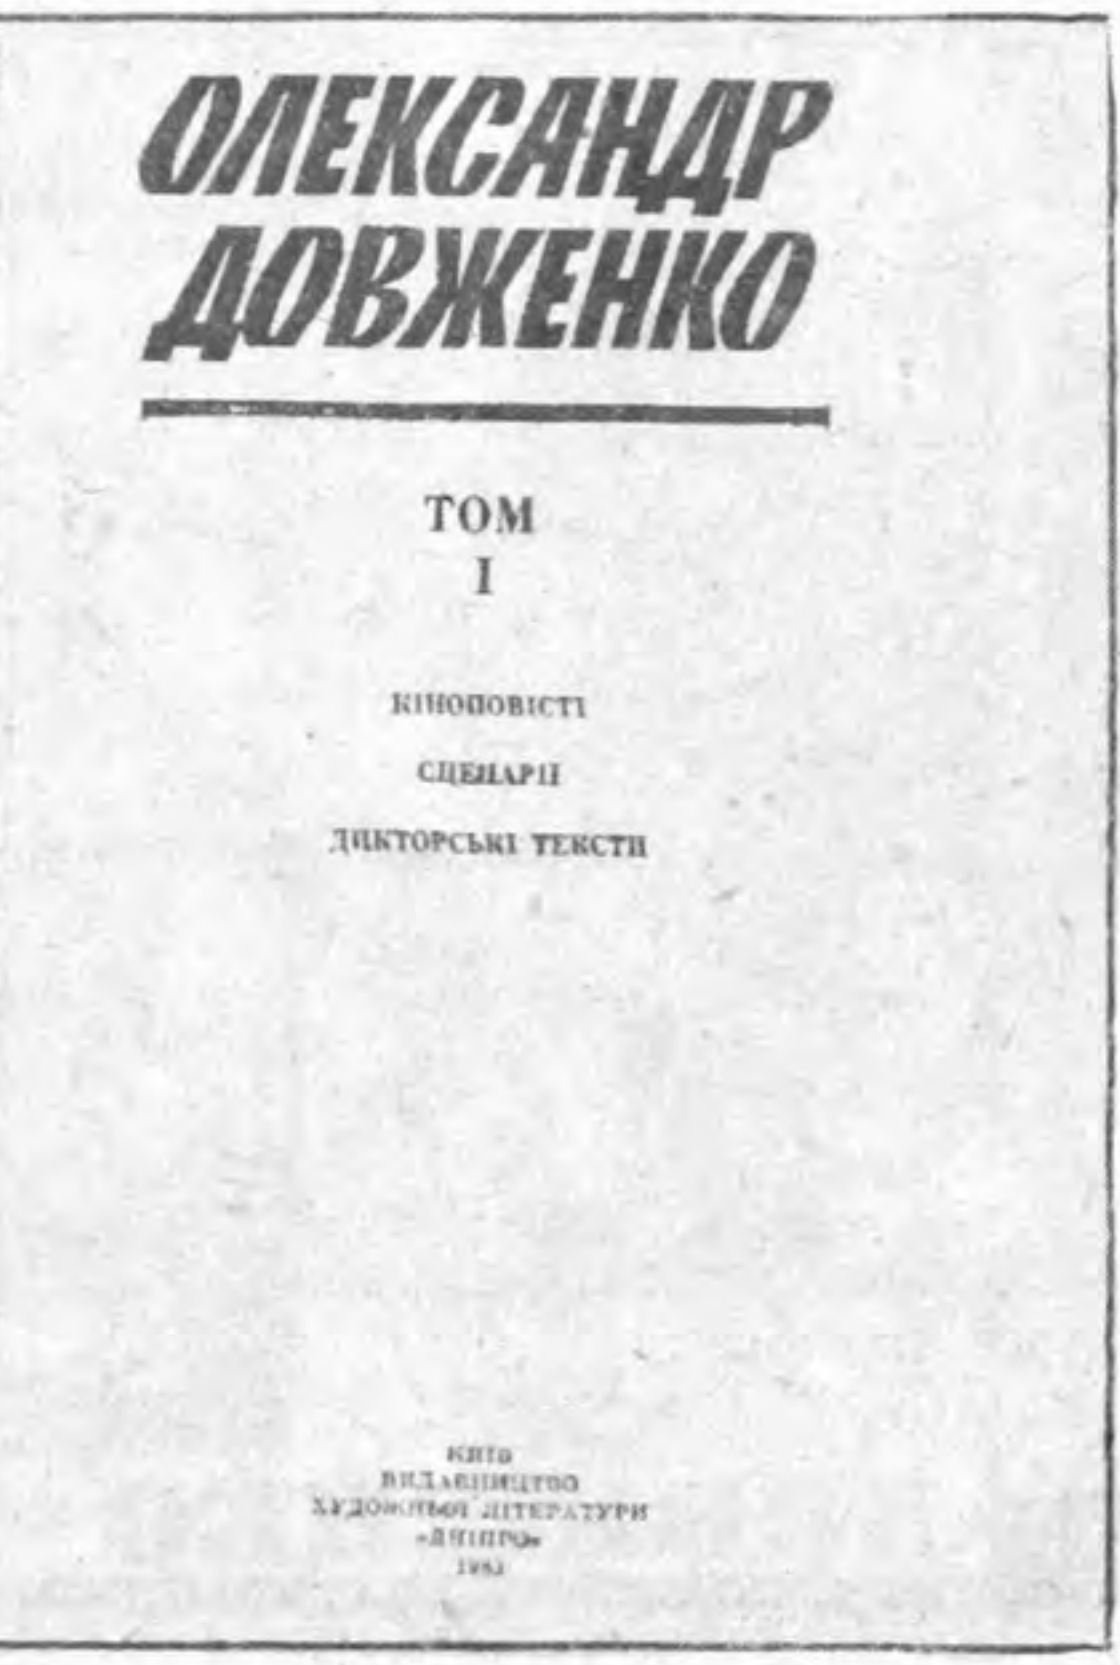 ОЛЕКСАНДР
ДОВЖЕНКО
ТОМ
I
КІНОПОВІСТІ
СЦЕНАРІЇ
ДИКТОРСЬКІ ТЕКСТИ
КИЇВ
ВИДАВНИЦТВО
ХУДОЖНЬОЇ ЛІТЕРАТУРИ
«ДНІПРО»